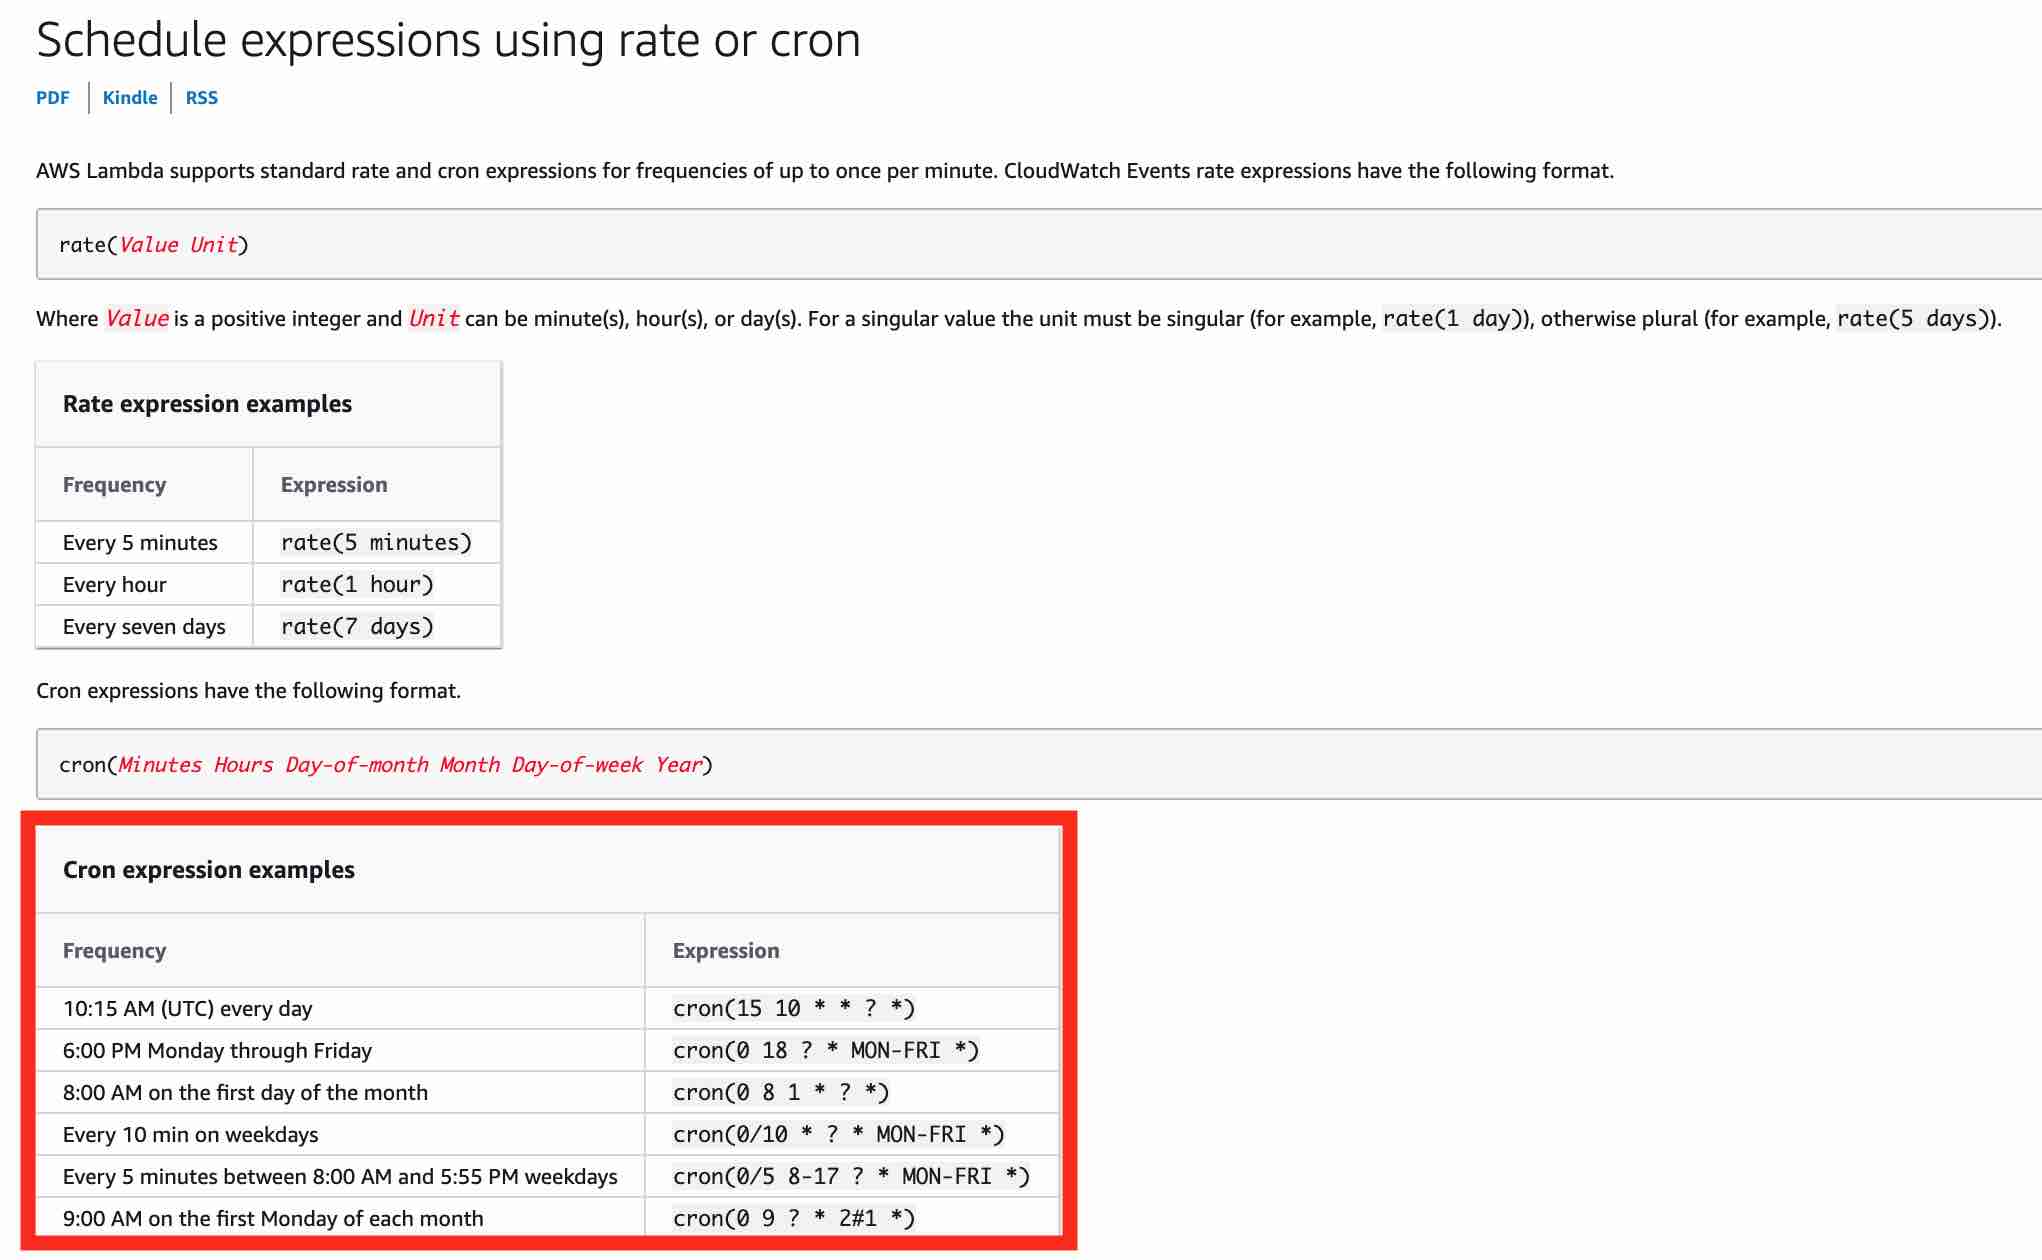 Schedule expressions using rate or cron
PDF Kindle RSS
AWS Lambda supports standard rate and cron expressions for frequencies of up to once per minute. CloudWatch Events rate expressions have the following format.
rate(Value Unit)
Where Value is a positive integer and Unit can be minute(s), hour(s), or day(s). For a singular value the unit must be singular (for example, rate(1 day)), otherwise plural (for example, rate(5 days)).
Rate expression examples
Frequency Expression
Every 5 minutes rate(5 minutes)
Every hour rate(1 hour)
Every seven days rate(7 days)
Cron expressions have the following format.
cron(Minutes Hours Day-of-month Month Day-of-week Year)
Cron expression examples
Frequency Expression
10:15 AM (UTC) every day cron(15 10 * * ? *)
6:00 PM Monday through Friday cron(0 18 ? * MON-FRI *)
8:00 AM on the first day of the month cron(0 8 1 * ? *)
Every 10 min on weekdays cron(0/10 * ? * MON-FRI *)
Every 5 minutes between 8:00 AM and 5:55 PM weekdays cron(0/5 8-17 ? * MON-FRI *)
9:00 AM on the first Monday of each month cron(0 9 ? * 2#1 *)